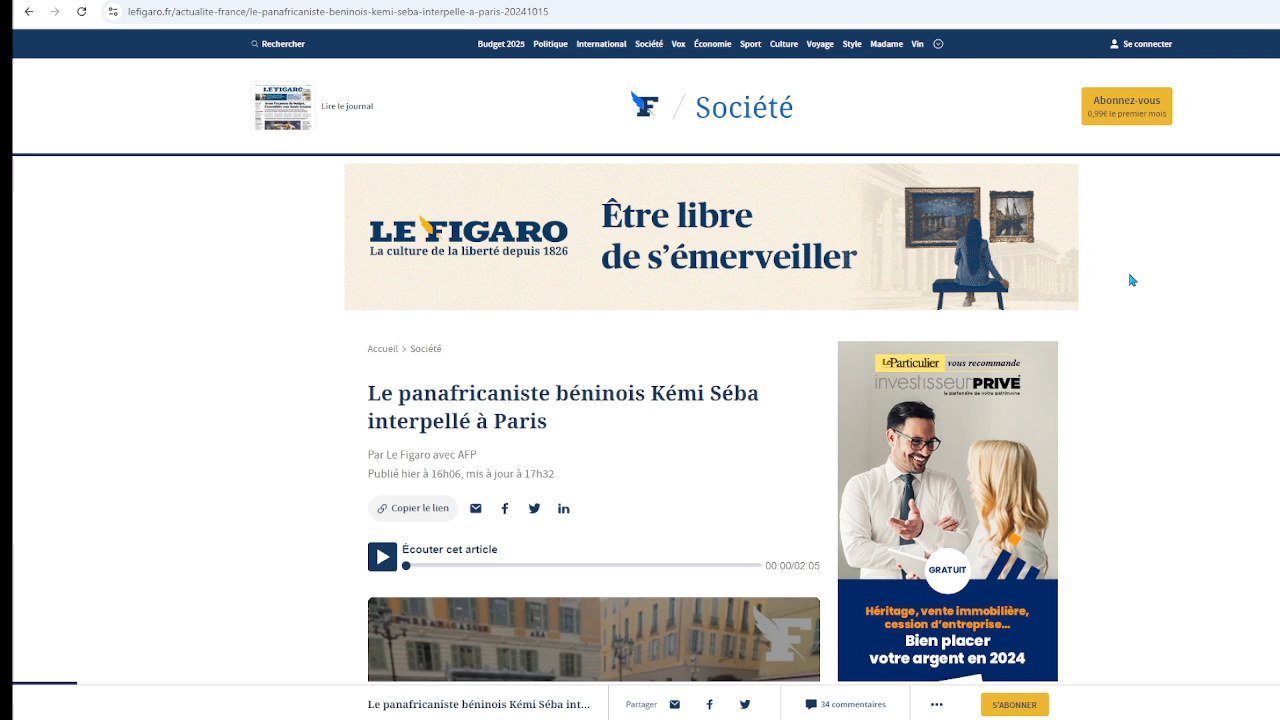 lefigaro.fr/actualite-france/le-panafricaniste-beninois-kemi-seba-interpelle-a-paris-20241015
Rechercher
Budget 2025 Politique International Société Vox Économie Sport Culture Voyage Style Madame Vin
Se connecter
LE FIGARO
Lire le journal
F / Société
Abonnez-vous
0,99€ le premier mois
LE FIGARO
La culture de la liberté depuis 1826
Être libre
de s'émerveiller
Accueil > Société
Le panafricaniste béninois Kémi Séba
interpellé à Paris
Par Le Figaro avec AFP
Publié hier à 16h06, mis à jour à 17h32
Copier le lien
Écouter cet article
00:00/02:05
F
Le Particulier vous recommande
investisseur PRIVÉ
le partenaire de votre patrimoine
GRATUIT
Héritage, vente immobilière,
cession d'entreprise...
Bien placer
votre argent en 2024
Le panafricaniste béninois Kémi Séba int...
Partager
34 commentaires
S'ABONNER